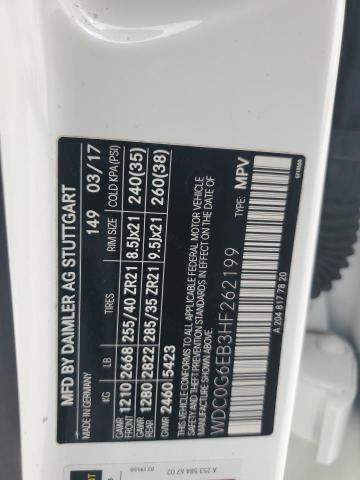 MFD BY DAIMLER AG STUTTGART
MADE IN GERMANY 149 03/17
KG LB TIRES RIM SIZE COLD KPA(PSI)
GAWR 1210 2668 255/40 ZR21 8.5Jx21 240(35)
GAWR 1280 2822 285/35 ZR21 9.5Jx21 260(38)
GVWR 2460 5423
THIS VEHICLE CONFORMS TO ALL APPLICABLE FEDERAL MOTOR VEHICLE
SAFETY AND THEFT PREVENTION STANDARDS IN EFFECT ON THE DATE OF
MANUFACTURE SHOWN ABOVE.
WDC0G6EB3HF262199
TYPE: MPV
A 204 817 78 20
A 253 584 67 02